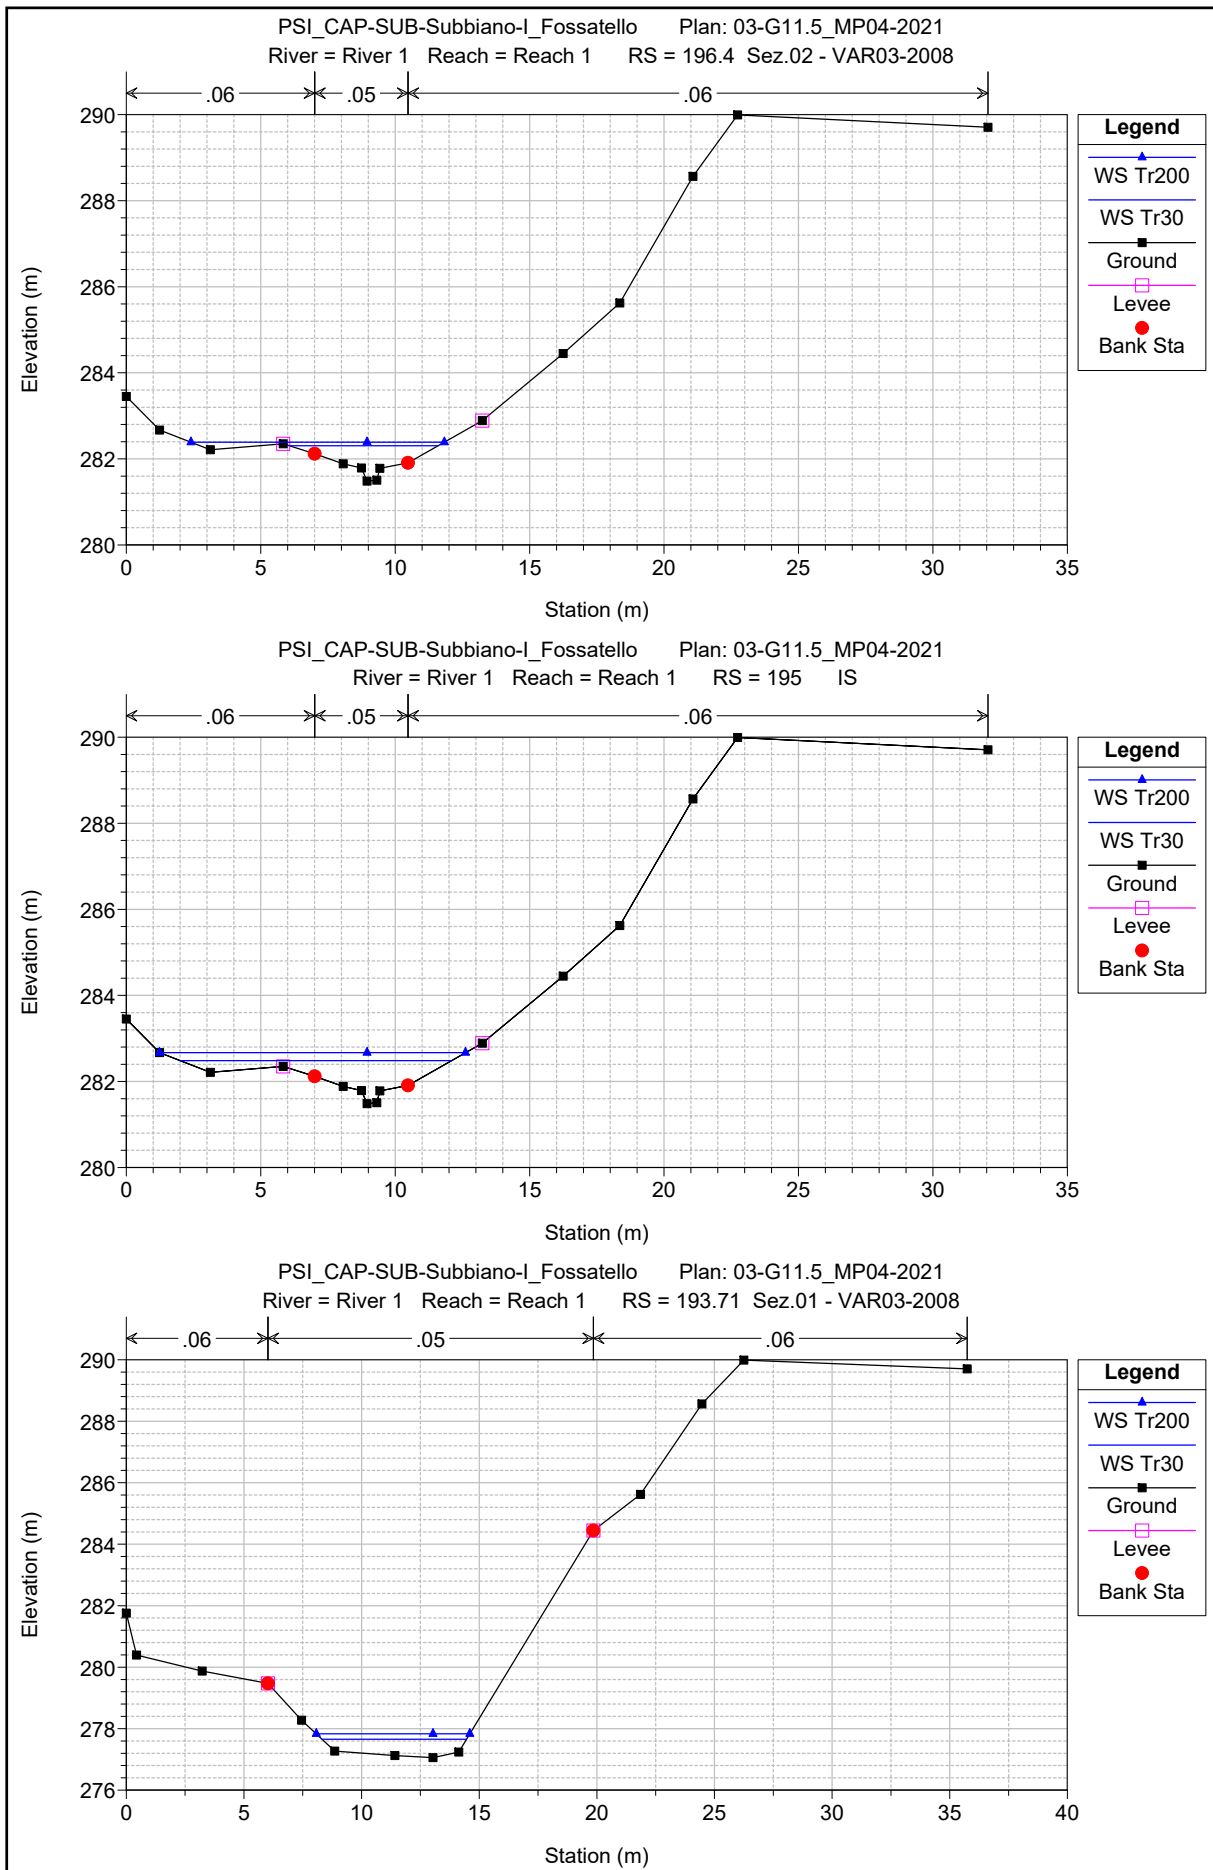 PSI_CAP-SUB-Subbiano-I_Fossatello Plan: 03-G11.5_MP04-2021
River = River 1 Reach = Reach 1 RS = 196.4 Sez.02 - VAR03-2008
.06 .05 .06
290
288
286
284
282
280
Elevation (m)
0 5 10 15 20 25 30 35
Station (m)
Legend
WS Tr200
WS Tr30
Ground
Levee
Bank Sta
PSI_CAP-SUB-Subbiano-I_Fossatello Plan: 03-G11.5_MP04-2021
River = River 1 Reach = Reach 1 RS = 195 IS
.06 .05 .06
290
288
286
284
282
280
Elevation (m)
0 5 10 15 20 25 30 35
Station (m)
Legend
WS Tr200
WS Tr30
Ground
Levee
Bank Sta
PSI_CAP-SUB-Subbiano-I_Fossatello Plan: 03-G11.5_MP04-2021
River = River 1 Reach = Reach 1 RS = 193.71 Sez.01 - VAR03-2008
.06 .05 .06
290
288
286
284
282
280
278
276
Elevation (m)
0 5 10 15 20 25 30 35 40
Station (m)
Legend
WS Tr200
WS Tr30
Ground
Levee
Bank Sta